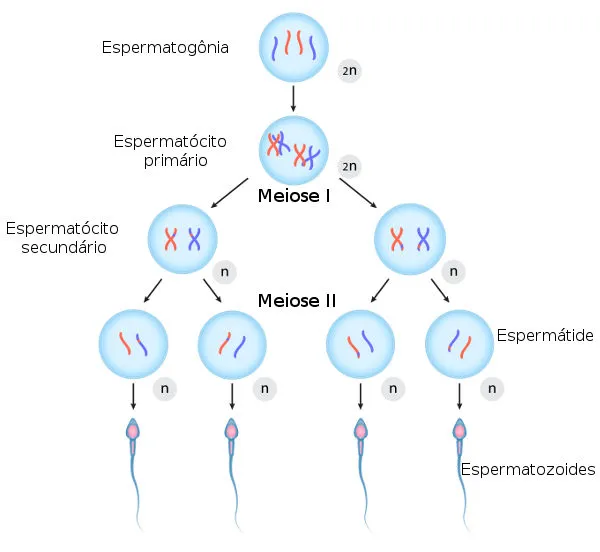 Espermatogônia
2n
Espermatócito
primário
2n
Meiose I
Espermatócito
secundário
n
n
Meiose II
Espermátide
n
n
n
n
Espermatozoides